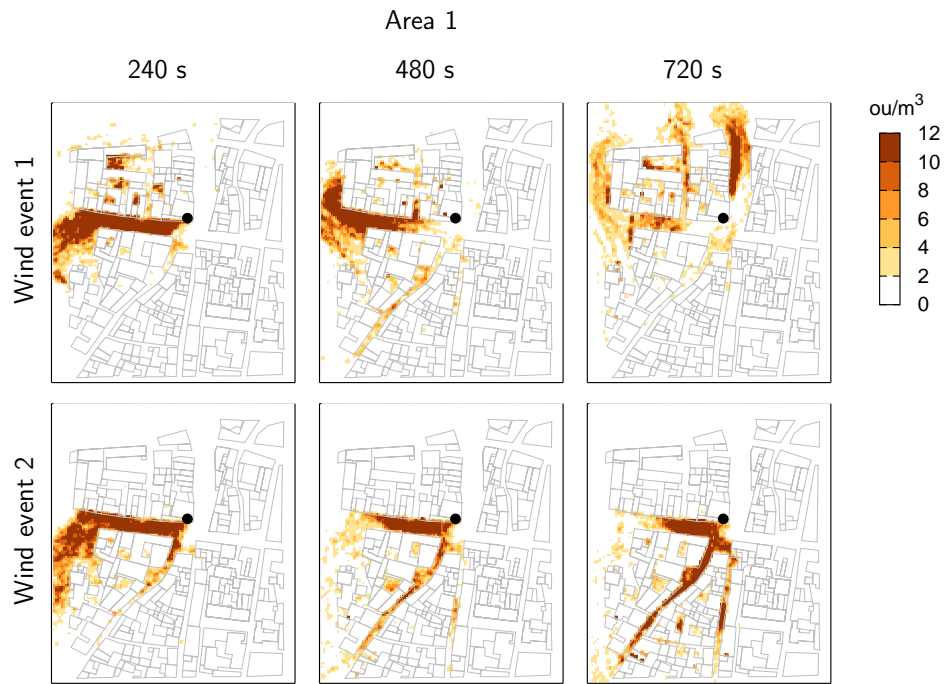 Area 1
240 s
480 s
720 s
Wind event 1
Wind event 2
ou/m³
12
10
8
6
4
2
0